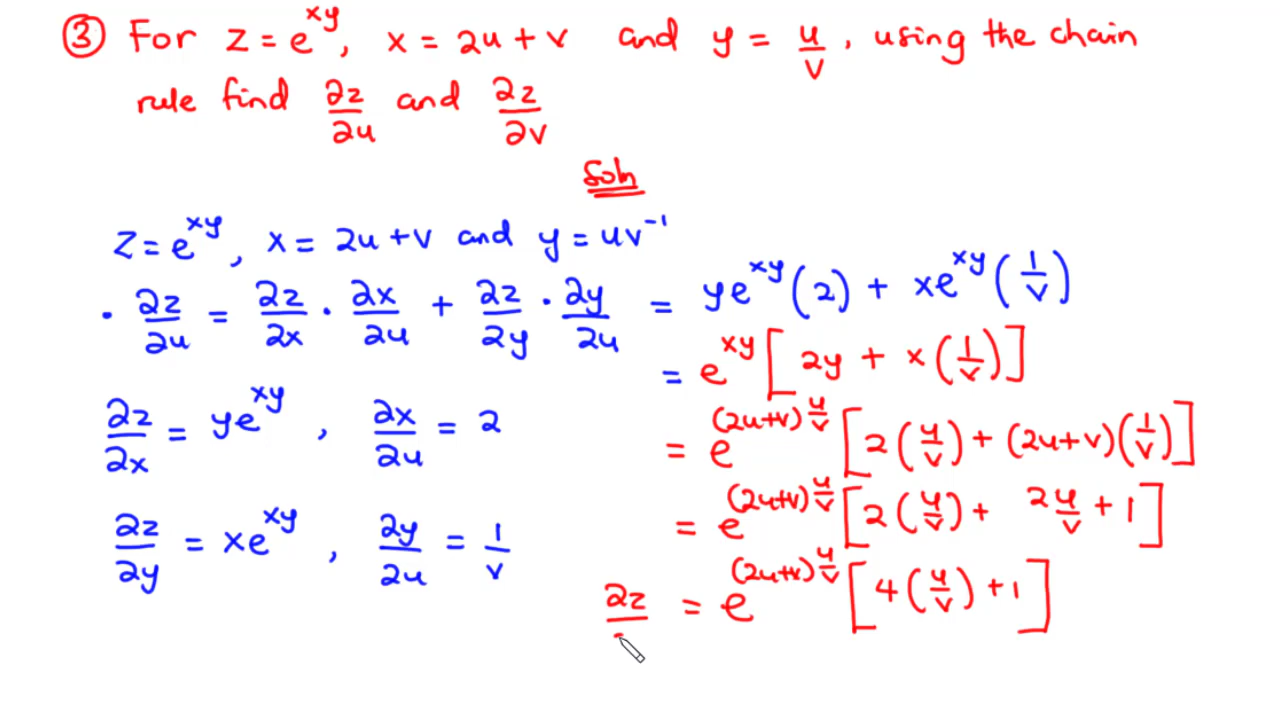 ③ For z = e^{xy}, x = 2u + v and y = u/v, using the chain
rule find ∂z/∂u and ∂z/∂v
Soln
z = e^{xy}, x = 2u + v and y = uv^{-1}
· ∂z/∂u = ∂z/∂x · ∂x/∂u + ∂z/∂y · ∂y/∂u = ye^{xy}(2) + xe^{xy}(1/v)
= e^{xy}[2y + x(1/v)]
∂z/∂x = ye^{xy}, ∂x/∂u = 2
= e^{(2u+v)u/v}[2(u/v) + (2u+v)(1/v)]
∂z/∂y = xe^{xy}, ∂y/∂u = 1/v
= e^{(2u+v)u/v}[2(u/v) + 2u/v + 1]
∂z/ = e^{(2u+v)u/v}[4(u/v) + 1]